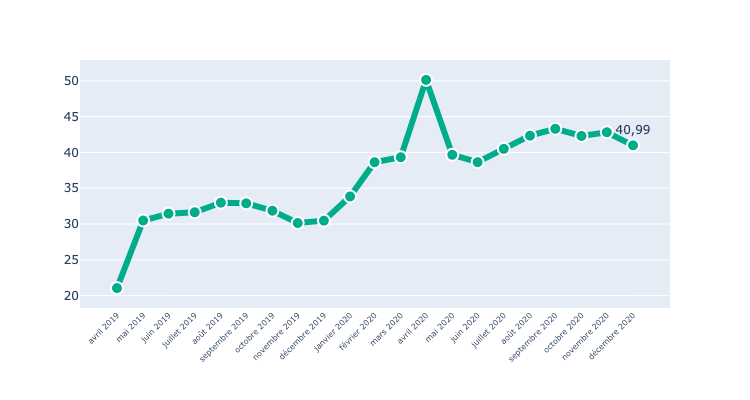 50
45
40
35
30
25
20
40,99
avril 2019
mai 2019
juin 2019
juillet 2019
août 2019
septembre 2019
octobre 2019
novembre 2019
décembre 2019
janvier 2020
février 2020
mars 2020
avril 2020
mai 2020
juin 2020
juillet 2020
août 2020
septembre 2020
octobre 2020
novembre 2020
décembre 2020